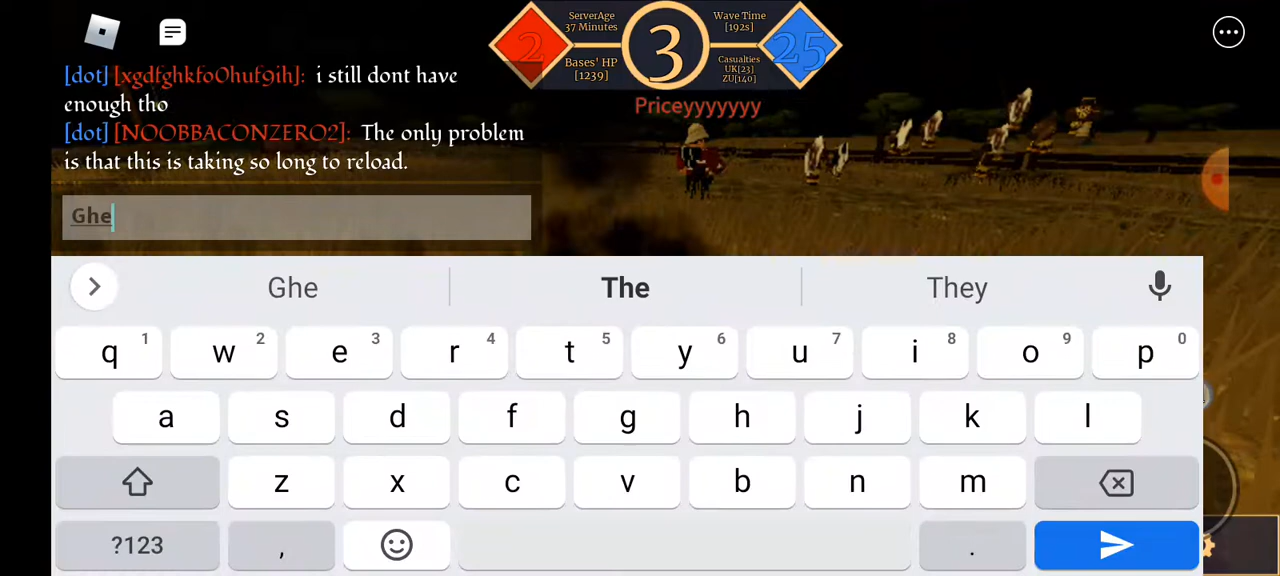 2
ServerAge
37 Minutes
Bases' HP
[1239]
3
Wave Time
[192s]
Casualties
UK[23]
ZU[140]
25
Priceyyyyyyy
[dot] [xgdfghkfo0huf9ih]: i still dont have
enough tho
[dot] [NOOBBACONZERO2]: The only problem
is that this is taking so long to reload.
Ghe
Ghe The They
q 1 w 2 e 3 r 4 t 5 y 6 u 7 i 8 o 9 p 0
a s d f g h j k l
z x c v b n m
?123 , .